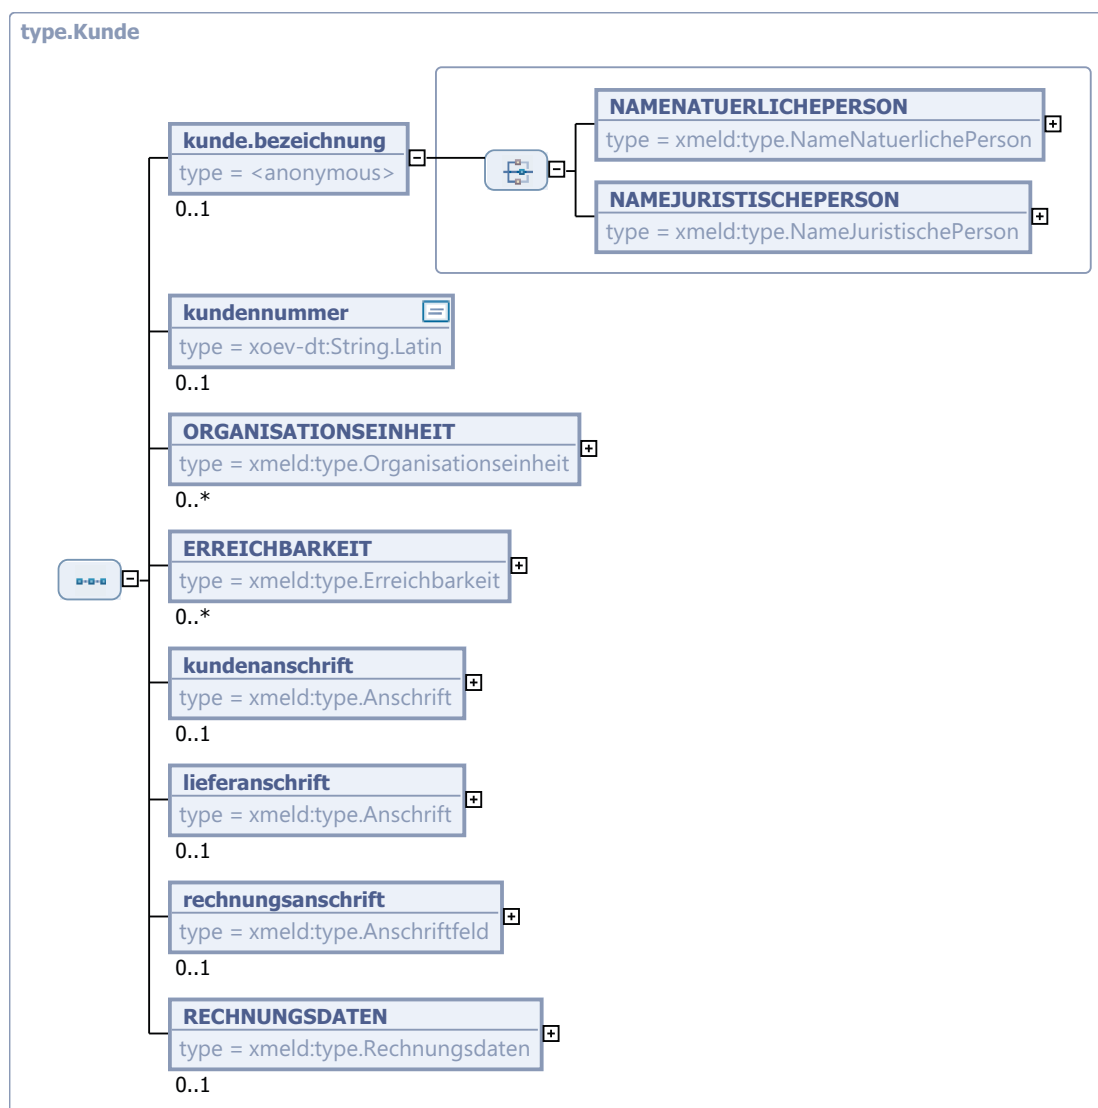 type.Kunde
kunde.bezeichnung
type = <anonymous>
0..1
NAMENATUERLICHEPERSON
type = xmeld:type.NameNatuerlichePerson
NAMEJURISTISCHEPERSON
type = xmeld:type.NameJuristischePerson
kundennummer
type = xoev-dt:String.Latin
0..1
ORGANISATIONSEINHEIT
type = xmeld:type.Organisationseinheit
0..*
ERREICHBARKEIT
type = xmeld:type.Erreichbarkeit
0..*
kundenanschrift
type = xmeld:type.Anschrift
0..1
lieferanschrift
type = xmeld:type.Anschrift
0..1
rechnungsanschrift
type = xmeld:type.Anschriftfeld
0..1
RECHNUNGSDATEN
type = xmeld:type.Rechnungsdaten
0..1